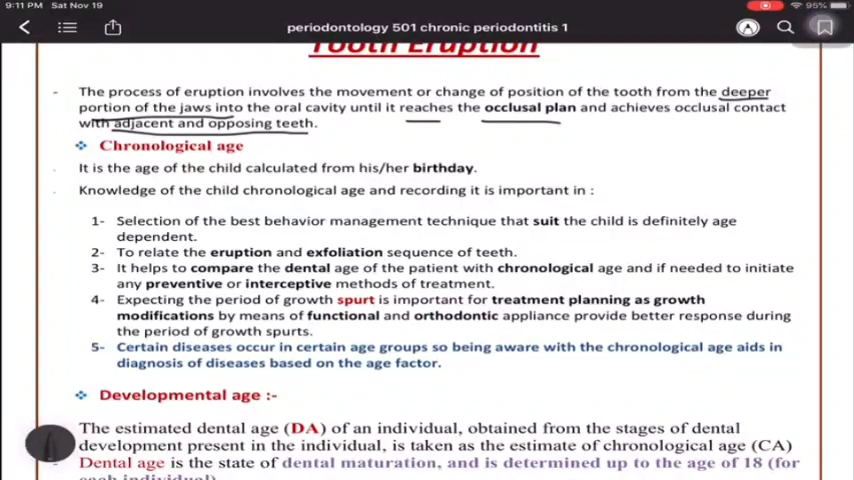 9:11 PM Sat Nov 19
95%
periodontology 501 chronic periodontitis 1
Tooth Eruption
- The process of eruption involves the movement or change of position of the tooth from the deeper
portion of the jaws into the oral cavity until it reaches the occlusal plan and achieves occlusal contact
with adjacent and opposing teeth.
❖ Chronological age
It is the age of the child calculated from his/her birthday.
Knowledge of the child chronological age and recording it is important in :
1- Selection of the best behavior management technique that suit the child is definitely age
dependent.
2- To relate the eruption and exfoliation sequence of teeth.
3- It helps to compare the dental age of the patient with chronological age and if needed to initiate
any preventive or interceptive methods of treatment.
4- Expecting the period of growth spurt is important for treatment planning as growth
modifications by means of functional and orthodontic appliance provide better response during
the period of growth spurts.
5- Certain diseases occur in certain age groups so being aware with the chronological age aids in
diagnosis of diseases based on the age factor.
❖ Developmental age :-
The estimated dental age (DA) of an individual, obtained from the stages of dental
development present in the individual, is taken as the estimate of chronological age (CA)
- Dental age is the state of dental maturation, and is determined up to the age of 18 (for
each individual)